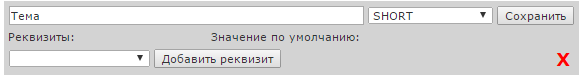 Тема SHORT Сохранить
Реквизиты: Значение по умолчанию:
Добавить реквизит X